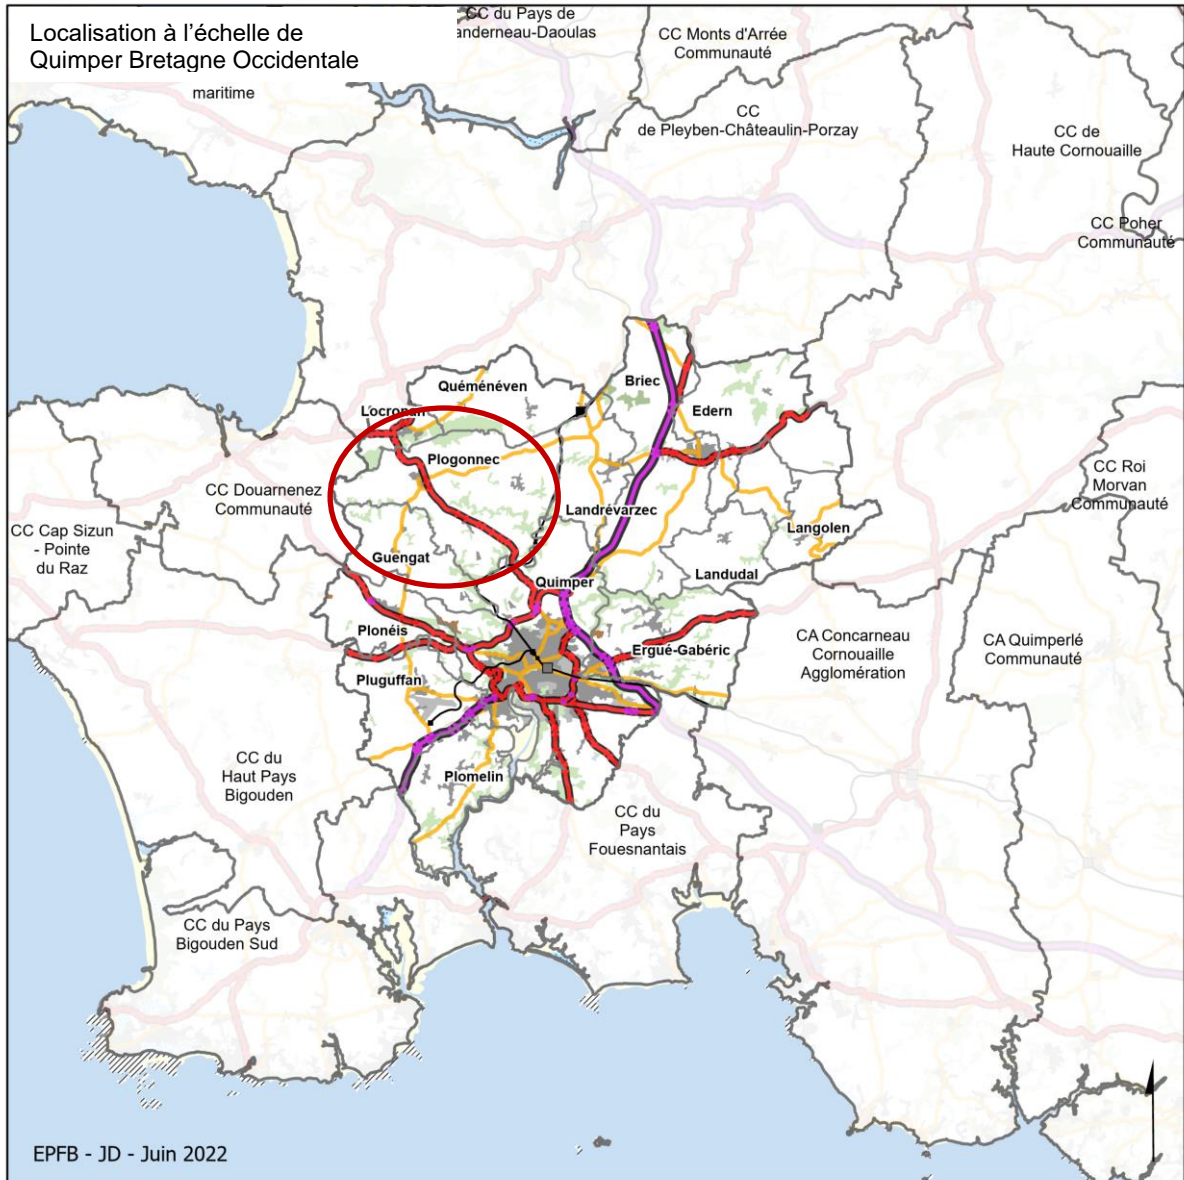 Localisation à l'échelle de
Quimper Bretagne Occidentale
maritime
CC du Pays de
anderneau-Daoulas
CC Monts d'Arrée
Communauté
CC
de Pleyben-Châteaulin-Porzay
CC de
Haute Cornouaille
CC Poher
Communauté
Quéménéven
Briec
Locronan
Edern
Plogonnec
CC Douarnenez
Communauté
CC Roi
Morvan
Communauté
Landrévarzec
Langolen
CC Cap Sizun
- Pointe
du Raz
Guengat
Quimper
Landudal
Plonéis
Ergué-Gabéric
CA Concarneau
Cornouaille
Agglomération
CA Quimperlé
Communauté
Pluguffan
CC du
Haut Pays
Bigouden
Plomelin
CC du
Pays
Fouesnantais
CC du Pays
Bigouden Sud
EPFB - JD - Juin 2022